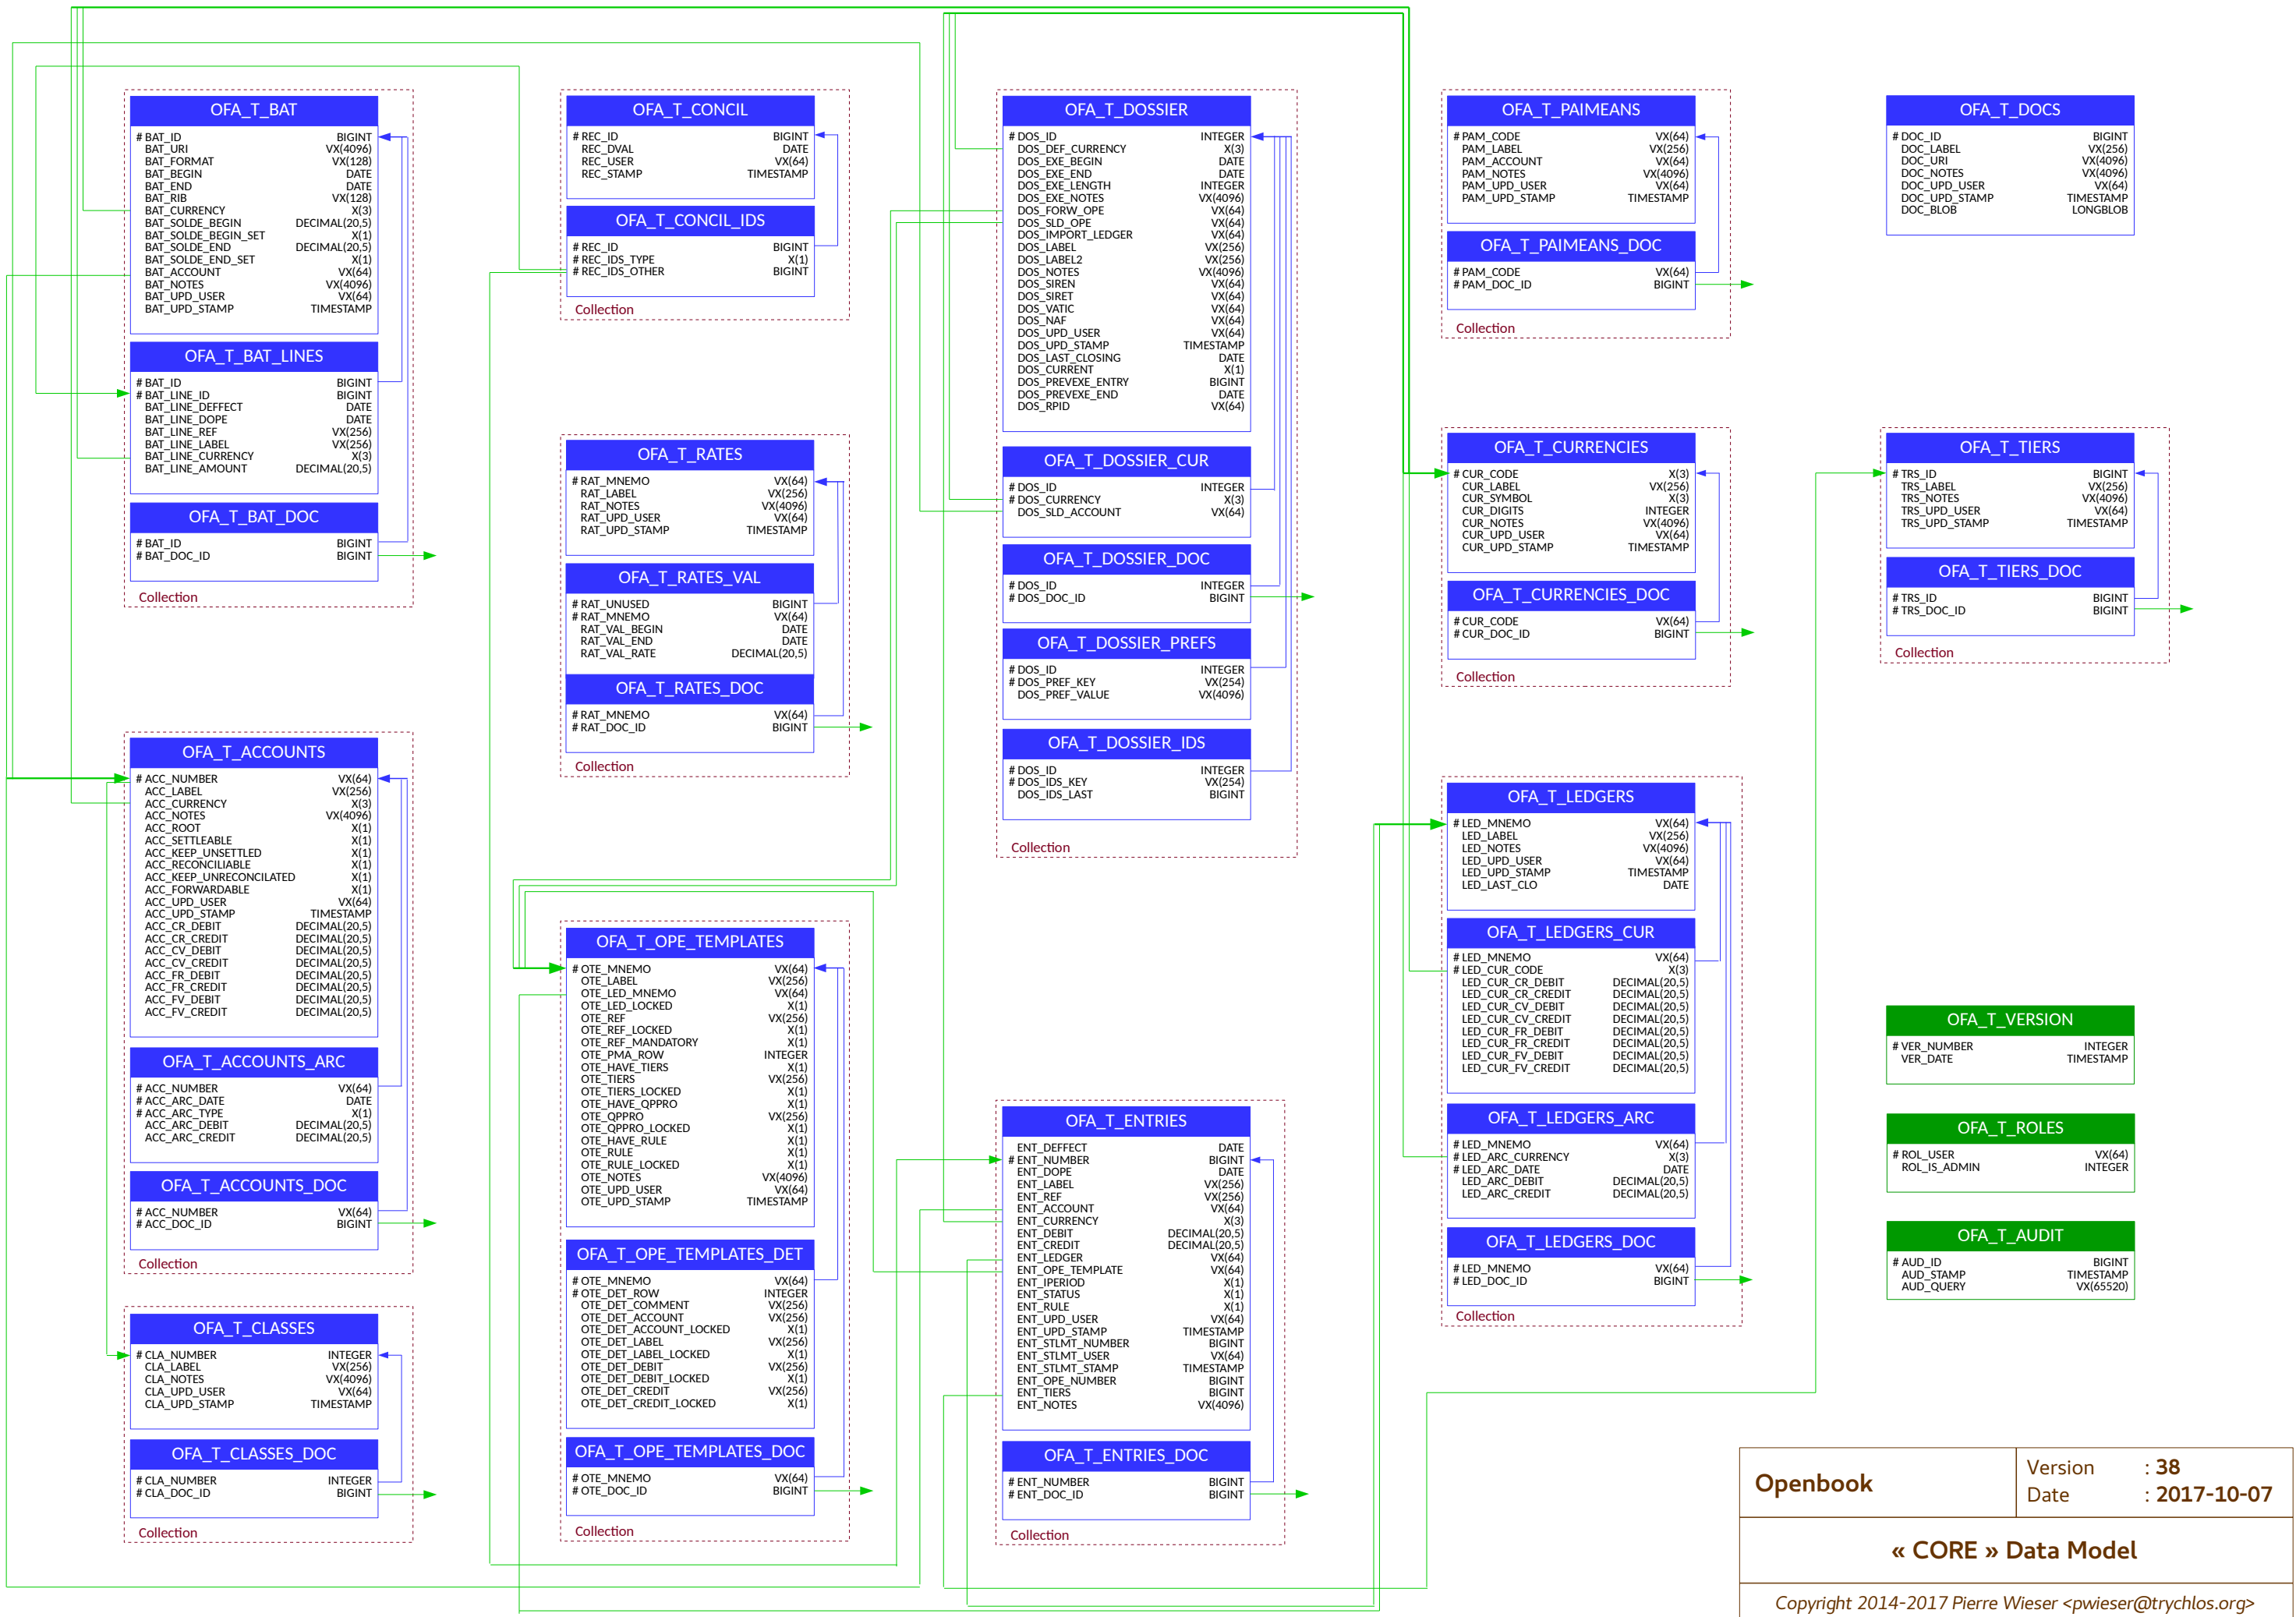 OFA_T_BAT
# BAT_ID BIGINT
BAT_URI VX(4096)
BAT_FORMAT VX(128)
BAT_BEGIN DATE
BAT_END DATE
BAT_RIB VX(128)
BAT_CURRENCY X(3)
BAT_SOLDE_BEGIN DECIMAL(20,5)
BAT_SOLDE_BEGIN_SET X(1)
BAT_SOLDE_END DECIMAL(20,5)
BAT_SOLDE_END_SET X(1)
BAT_ACCOUNT VX(64)
BAT_NOTES VX(4096)
BAT_UPD_USER VX(64)
BAT_UPD_STAMP TIMESTAMP
OFA_T_BAT_LINES
# BAT_ID BIGINT
# BAT_LINE_ID BIGINT
BAT_LINE_DEFFECT DATE
BAT_LINE_DOPE DATE
BAT_LINE_REF VX(256)
BAT_LINE_LABEL VX(256)
BAT_LINE_CURRENCY X(3)
BAT_LINE_AMOUNT DECIMAL(20,5)
OFA_T_BAT_DOC
# BAT_ID BIGINT
# BAT_DOC_ID BIGINT
Collection
OFA_T_ACCOUNTS
# ACC_NUMBER VX(64)
ACC_LABEL VX(256)
ACC_CURRENCY X(3)
ACC_NOTES VX(4096)
ACC_ROOT X(1)
ACC_SETTLEABLE X(1)
ACC_KEEP_UNSETTLED X(1)
ACC_RECONCILIABLE X(1)
ACC_KEEP_UNRECONCILATED X(1)
ACC_FORWARDABLE X(1)
ACC_UPD_USER VX(64)
ACC_UPD_STAMP TIMESTAMP
ACC_CR_DEBIT DECIMAL(20,5)
ACC_CR_CREDIT DECIMAL(20,5)
ACC_CV_DEBIT DECIMAL(20,5)
ACC_CV_CREDIT DECIMAL(20,5)
ACC_FR_DEBIT DECIMAL(20,5)
ACC_FR_CREDIT DECIMAL(20,5)
ACC_FV_DEBIT DECIMAL(20,5)
ACC_FV_CREDIT DECIMAL(20,5)
OFA_T_ACCOUNTS_ARC
# ACC_NUMBER VX(64)
# ACC_ARC_DATE DATE
# ACC_ARC_TYPE X(1)
ACC_ARC_DEBIT DECIMAL(20,5)
ACC_ARC_CREDIT DECIMAL(20,5)
OFA_T_ACCOUNTS_DOC
# ACC_NUMBER VX(64)
# ACC_DOC_ID BIGINT
Collection
OFA_T_CLASSES
# CLA_NUMBER INTEGER
CLA_LABEL VX(256)
CLA_NOTES VX(4096)
CLA_UPD_USER VX(64)
CLA_UPD_STAMP TIMESTAMP
OFA_T_CLASSES_DOC
# CLA_NUMBER INTEGER
# CLA_DOC_ID BIGINT
Collection
OFA_T_CONCIL
# REC_ID BIGINT
REC_DVAL DATE
REC_USER VX(64)
REC_STAMP TIMESTAMP
OFA_T_CONCIL_IDS
# REC_ID BIGINT
# REC_IDS_TYPE X(1)
# REC_IDS_OTHER BIGINT
Collection
OFA_T_RATES
# RAT_MNEMO VX(64)
RAT_LABEL VX(256)
RAT_NOTES VX(4096)
RAT_UPD_USER VX(64)
RAT_UPD_STAMP TIMESTAMP
OFA_T_RATES_VAL
# RAT_UNUSED BIGINT
# RAT_MNEMO VX(64)
RAT_VAL_BEGIN DATE
RAT_VAL_END DATE
RAT_VAL_RATE DECIMAL(20,5)
OFA_T_RATES_DOC
# RAT_MNEMO VX(64)
# RAT_DOC_ID BIGINT
Collection
OFA_T_OPE_TEMPLATES
# OTE_MNEMO VX(64)
OTE_LABEL VX(256)
OTE_LED_MNEMO VX(64)
OTE_LED_LOCKED X(1)
OTE_REF VX(256)
OTE_REF_LOCKED X(1)
OTE_REF_MANDATORY X(1)
OTE_PMA_ROW INTEGER
OTE_HAVE_TIERS X(1)
OTE_TIERS VX(256)
OTE_TIERS_LOCKED X(1)
OTE_HAVE_QPPRO X(1)
OTE_QPPRO VX(256)
OTE_QPPRO_LOCKED X(1)
OTE_HAVE_RULE X(1)
OTE_RULE X(1)
OTE_RULE_LOCKED X(1)
OTE_NOTES VX(4096)
OTE_UPD_USER VX(64)
OTE_UPD_STAMP TIMESTAMP
OFA_T_OPE_TEMPLATES_DET
# OTE_MNEMO VX(64)
# OTE_DET_ROW INTEGER
OTE_DET_COMMENT VX(256)
OTE_DET_ACCOUNT VX(256)
OTE_DET_ACCOUNT_LOCKED X(1)
OTE_DET_LABEL VX(256)
OTE_DET_LABEL_LOCKED X(1)
OTE_DET_DEBIT VX(256)
OTE_DET_DEBIT_LOCKED X(1)
OTE_DET_CREDIT VX(256)
OTE_DET_CREDIT_LOCKED X(1)
OFA_T_OPE_TEMPLATES_DOC
# OTE_MNEMO VX(64)
# OTE_DOC_ID BIGINT
Collection
OFA_T_DOSSIER
# DOS_ID INTEGER
DOS_DEF_CURRENCY X(3)
DOS_EXE_BEGIN DATE
DOS_EXE_END DATE
DOS_EXE_LENGTH INTEGER
DOS_EXE_NOTES VX(4096)
DOS_FORW_OPE VX(64)
DOS_SLD_OPE VX(64)
DOS_IMPORT_LEDGER VX(64)
DOS_LABEL VX(256)
DOS_LABEL2 VX(256)
DOS_NOTES VX(4096)
DOS_SIREN VX(64)
DOS_SIRET VX(64)
DOS_VATIC VX(64)
DOS_NAF VX(64)
DOS_UPD_USER VX(64)
DOS_UPD_STAMP TIMESTAMP
DOS_LAST_CLOSING DATE
DOS_CURRENT X(1)
DOS_PREVEXE_ENTRY BIGINT
DOS_PREVEXE_END DATE
DOS_RPID VX(64)
OFA_T_DOSSIER_CUR
# DOS_ID INTEGER
# DOS_CURRENCY X(3)
DOS_SLD_ACCOUNT VX(64)
OFA_T_DOSSIER_DOC
# DOS_ID INTEGER
# DOS_DOC_ID BIGINT
OFA_T_DOSSIER_PREFS
# DOS_ID INTEGER
# DOS_PREF_KEY VX(254)
DOS_PREF_VALUE VX(4096)
OFA_T_DOSSIER_IDS
# DOS_ID INTEGER
# DOS_IDS_KEY VX(254)
DOS_IDS_LAST BIGINT
Collection
OFA_T_ENTRIES
ENT_DEFFECT DATE
# ENT_NUMBER BIGINT
ENT_DOPE DATE
ENT_LABEL VX(256)
ENT_REF VX(256)
ENT_ACCOUNT VX(64)
ENT_CURRENCY X(3)
ENT_DEBIT DECIMAL(20,5)
ENT_CREDIT DECIMAL(20,5)
ENT_LEDGER VX(64)
ENT_OPE_TEMPLATE VX(64)
ENT_IPERIOD X(1)
ENT_STATUS X(1)
ENT_RULE X(1)
ENT_UPD_USER VX(64)
ENT_UPD_STAMP TIMESTAMP
ENT_STLMT_NUMBER BIGINT
ENT_STLMT_USER VX(64)
ENT_STLMT_STAMP TIMESTAMP
ENT_OPE_NUMBER BIGINT
ENT_TIERS BIGINT
ENT_NOTES VX(4096)
OFA_T_ENTRIES_DOC
# ENT_NUMBER BIGINT
# ENT_DOC_ID BIGINT
Collection
OFA_T_PAIMEANS
# PAM_CODE VX(64)
PAM_LABEL VX(256)
PAM_ACCOUNT VX(64)
PAM_NOTES VX(4096)
PAM_UPD_USER VX(64)
PAM_UPD_STAMP TIMESTAMP
OFA_T_PAIMEANS_DOC
# PAM_CODE VX(64)
# PAM_DOC_ID BIGINT
Collection
OFA_T_CURRENCIES
# CUR_CODE X(3)
CUR_LABEL VX(256)
CUR_SYMBOL X(3)
CUR_DIGITS INTEGER
CUR_NOTES VX(4096)
CUR_UPD_USER VX(64)
CUR_UPD_STAMP TIMESTAMP
OFA_T_CURRENCIES_DOC
# CUR_CODE VX(64)
# CUR_DOC_ID BIGINT
Collection
OFA_T_LEDGERS
# LED_MNEMO VX(64)
LED_LABEL VX(256)
LED_NOTES VX(4096)
LED_UPD_USER VX(64)
LED_UPD_STAMP TIMESTAMP
LED_LAST_CLO DATE
OFA_T_LEDGERS_CUR
# LED_MNEMO VX(64)
# LED_CUR_CODE X(3)
LED_CUR_CR_DEBIT DECIMAL(20,5)
LED_CUR_CR_CREDIT DECIMAL(20,5)
LED_CUR_CV_DEBIT DECIMAL(20,5)
LED_CUR_CV_CREDIT DECIMAL(20,5)
LED_CUR_FR_DEBIT DECIMAL(20,5)
LED_CUR_FR_CREDIT DECIMAL(20,5)
LED_CUR_FV_DEBIT DECIMAL(20,5)
LED_CUR_FV_CREDIT DECIMAL(20,5)
OFA_T_LEDGERS_ARC
# LED_MNEMO VX(64)
# LED_ARC_CURRENCY X(3)
# LED_ARC_DATE DATE
LED_ARC_DEBIT DECIMAL(20,5)
LED_ARC_CREDIT DECIMAL(20,5)
OFA_T_LEDGERS_DOC
# LED_MNEMO VX(64)
# LED_DOC_ID BIGINT
Collection
OFA_T_DOCS
# DOC_ID BIGINT
DOC_LABEL VX(256)
DOC_URI VX(4096)
DOC_NOTES VX(4096)
DOC_UPD_USER VX(64)
DOC_UPD_STAMP TIMESTAMP
DOC_BLOB LONGBLOB
OFA_T_TIERS
# TRS_ID BIGINT
TRS_LABEL VX(256)
TRS_NOTES VX(4096)
TRS_UPD_USER VX(64)
TRS_UPD_STAMP TIMESTAMP
OFA_T_TIERS_DOC
# TRS_ID BIGINT
# TRS_DOC_ID BIGINT
Collection
OFA_T_VERSION
# VER_NUMBER INTEGER
VER_DATE TIMESTAMP
OFA_T_ROLES
# ROL_USER VX(64)
ROL_IS_ADMIN INTEGER
OFA_T_AUDIT
# AUD_ID BIGINT
AUD_STAMP TIMESTAMP
AUD_QUERY VX(65520)
Openbook
Version : 38
Date : 2017-10-07
« CORE » Data Model
Copyright 2014-2017 Pierre Wieser <pwieser@trychlos.org>